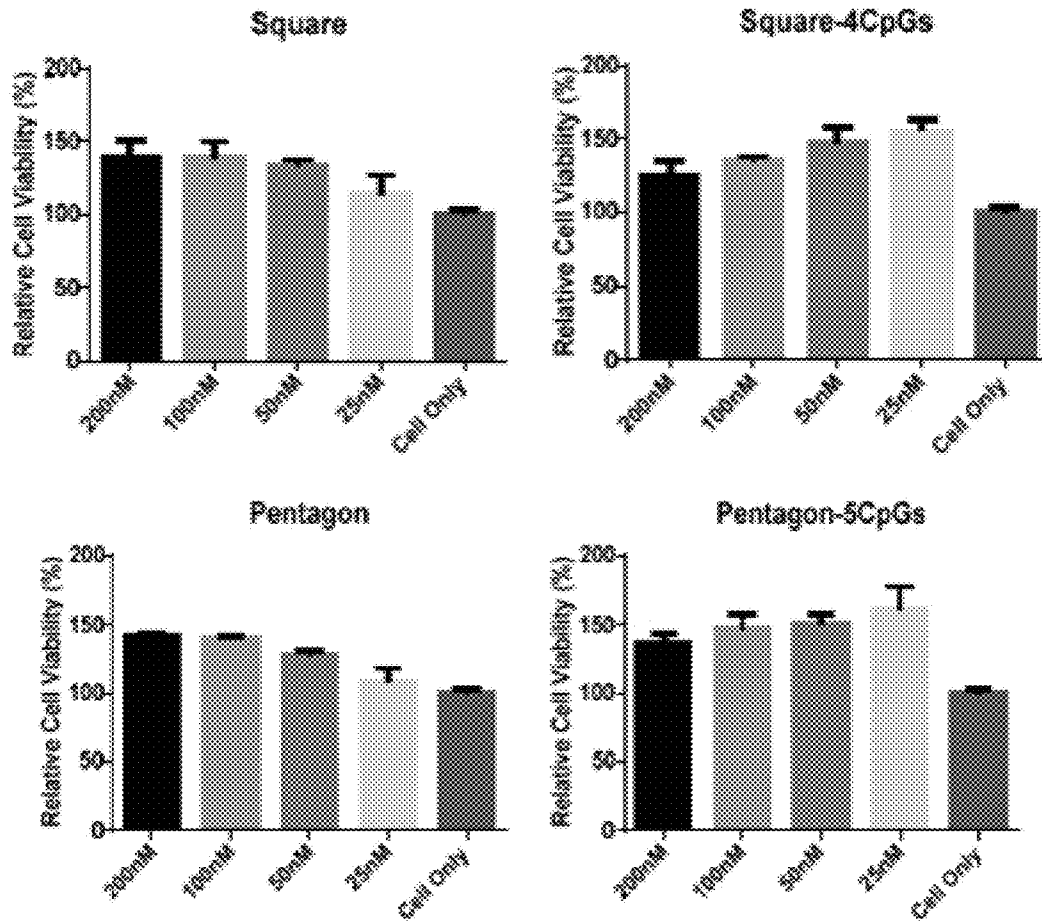 Square
Relative Cell Viability (%)
200
150
100
50
0
200nM
100nM
50nM
25nM
Cell Only
Square-4CpGs
Relative Cell Viability (%)
200
150
100
50
0
200nM
100nM
50nM
25nM
Cell Only
Pentagon
Relative Cell Viability (%)
200
150
100
50
0
200nM
100nM
50nM
25nM
Cell Only
Pentagon-5CpGs
Relative Cell Viability (%)
200
150
100
50
0
200nM
100nM
50nM
25nM
Cell Only